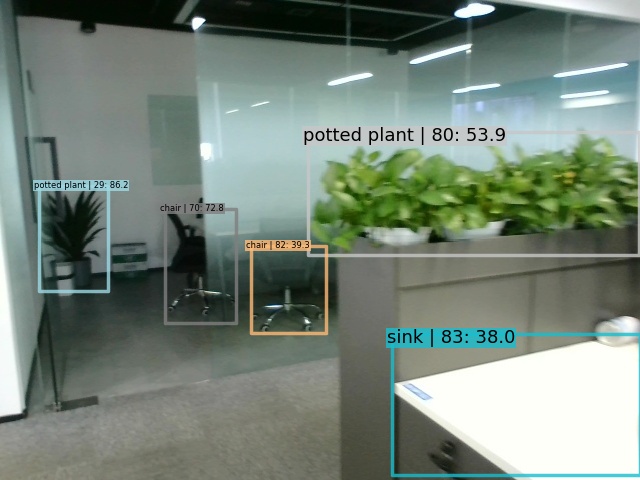 potted plant | 80: 53.9
potted plant | 29: 86.2
chair | 70: 72.8
chair | 82: 39.3
sink | 83: 38.0